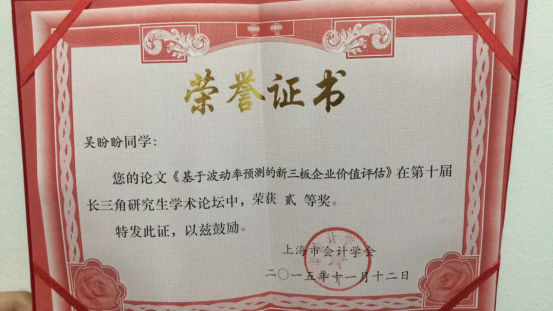 荣誉证书
吴盼盼同学:
您的论文《基于波动率预测的新三板企业价值评估》在第十届
长三角研究生学术论坛中，荣获 贰 等奖。
特发此证，以兹鼓励。
上海市会计学会
二〇一五年十一月十二日